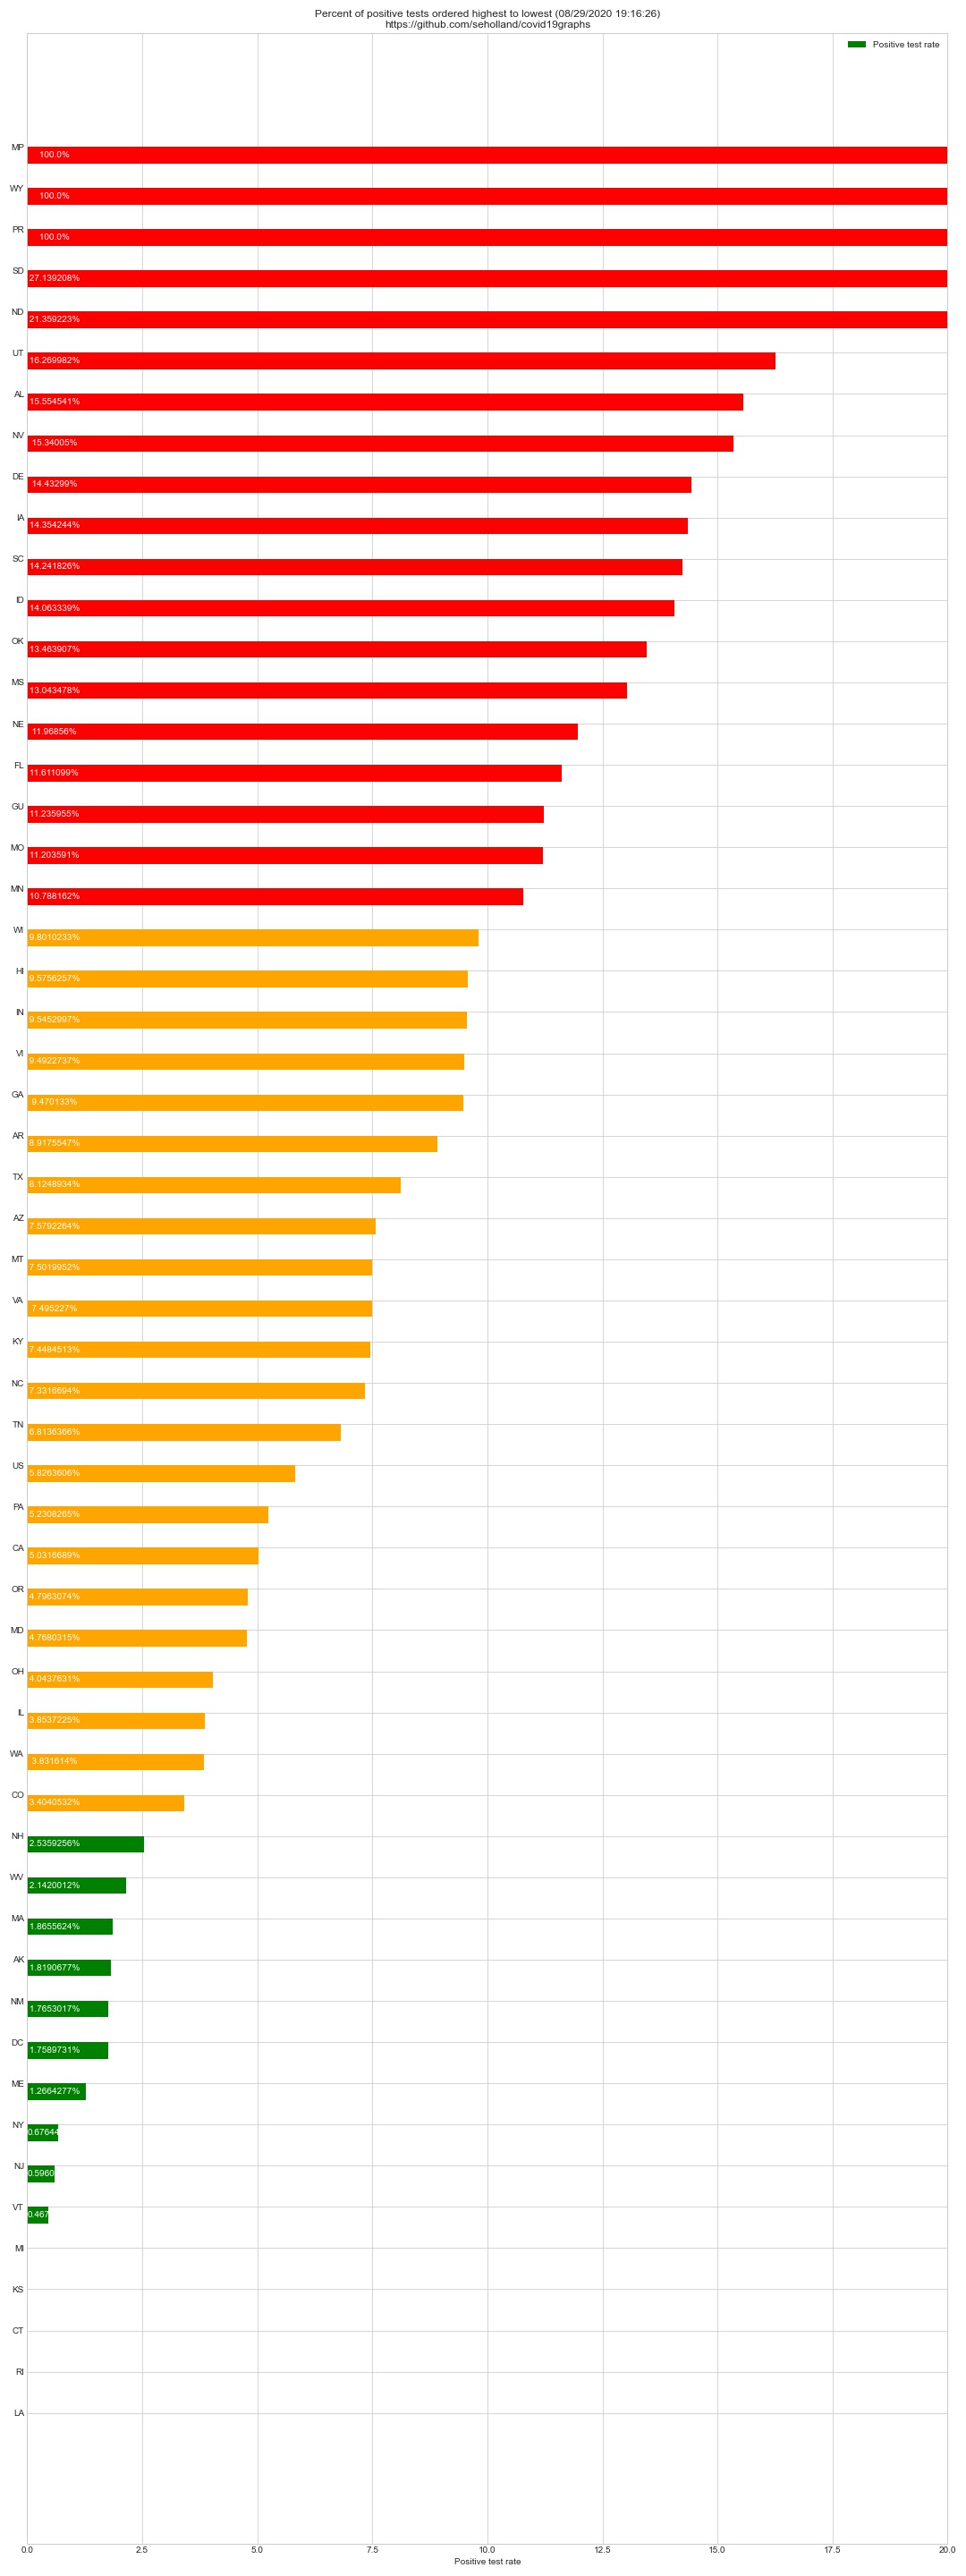 Percent of positive tests ordered highest to lowest (08/29/2020 19:16:26)
https://github.com/seholland/covid19graphs
Positive test rate
MP 100.0%
WY 100.0%
PR 100.0%
SD 27.139208%
ND 21.359223%
UT 16.269982%
AL 15.554541%
NV 15.34005%
DE 14.43299%
IA 14.354244%
SC 14.241826%
ID 14.063339%
OK 13.463907%
MS 13.043478%
NE 11.96856%
FL 11.611099%
GU 11.235955%
MO 11.203591%
MN 10.788162%
WI 9.8010233%
HI 9.5756257%
IN 9.5452997%
VI 9.4922737%
GA 9.470133%
AR 8.9175547%
TX 8.1248934%
AZ 7.5792264%
MT 7.5019952%
VA 7.495227%
KY 7.4484513%
NC 7.3316694%
TN 6.8136366%
US 5.8263606%
PA 5.2308265%
CA 5.0316689%
OR 4.7963074%
MD 4.7680315%
OH 4.0437631%
IL 3.8537225%
WA 3.831614%
CO 3.4040532%
NH 2.5359256%
WV 2.1420012%
MA 1.8655624%
AK 1.8190677%
NM 1.7653017%
DC 1.7589731%
ME 1.2664277%
NY 0.67644
NJ 0.5960
VT 0.467
MI
KS
CT
RI
LA
0.0 2.5 5.0 7.5 10.0 12.5 15.0 17.5 20.0
Positive test rate